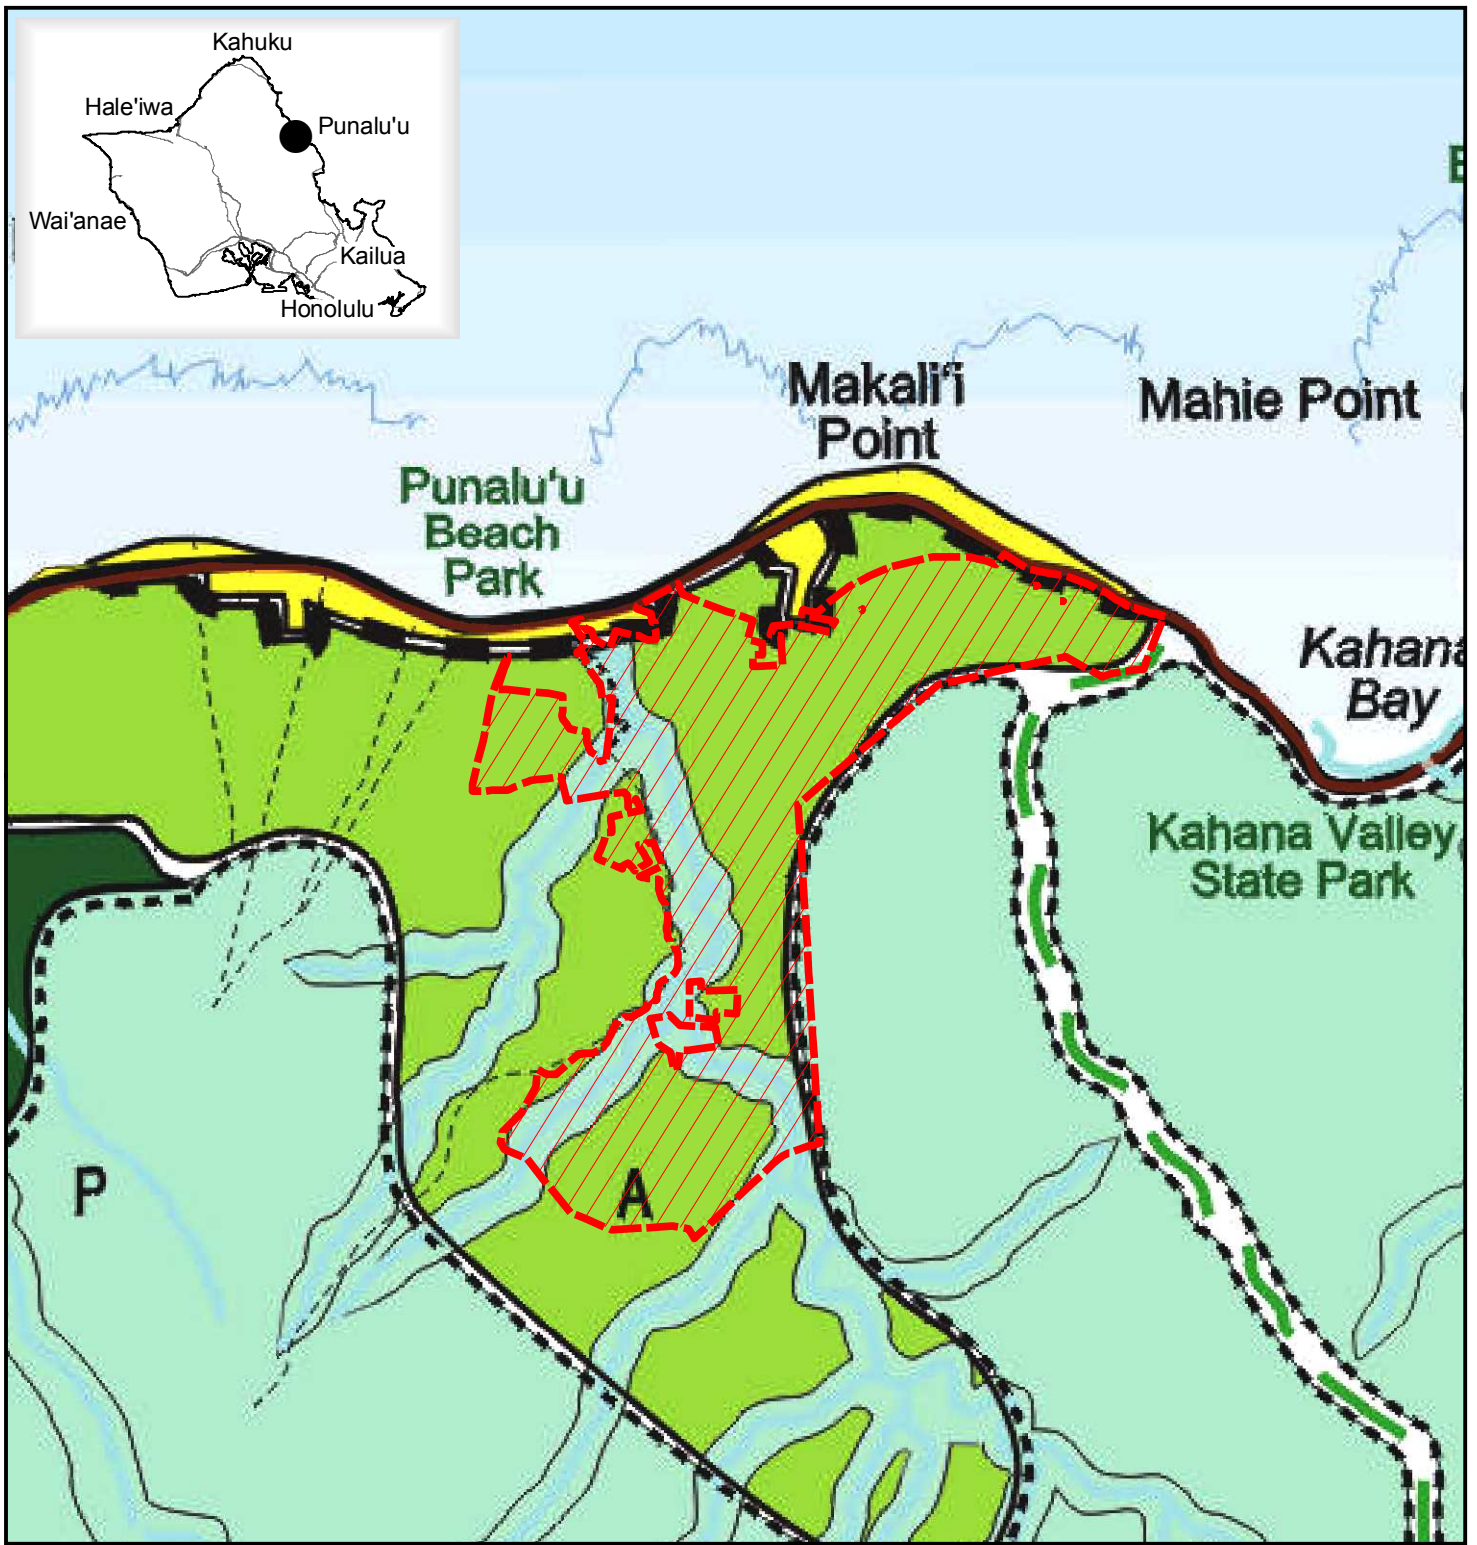 Kahuku
Hale'iwa
Punalu'u
Wai'anae
Kailua
Honolulu
Makali‘i
Point
Mahie Point
Punalu‘u
Beach
Park
Kahana
Bay
Kahana Valley
State Park
P
A